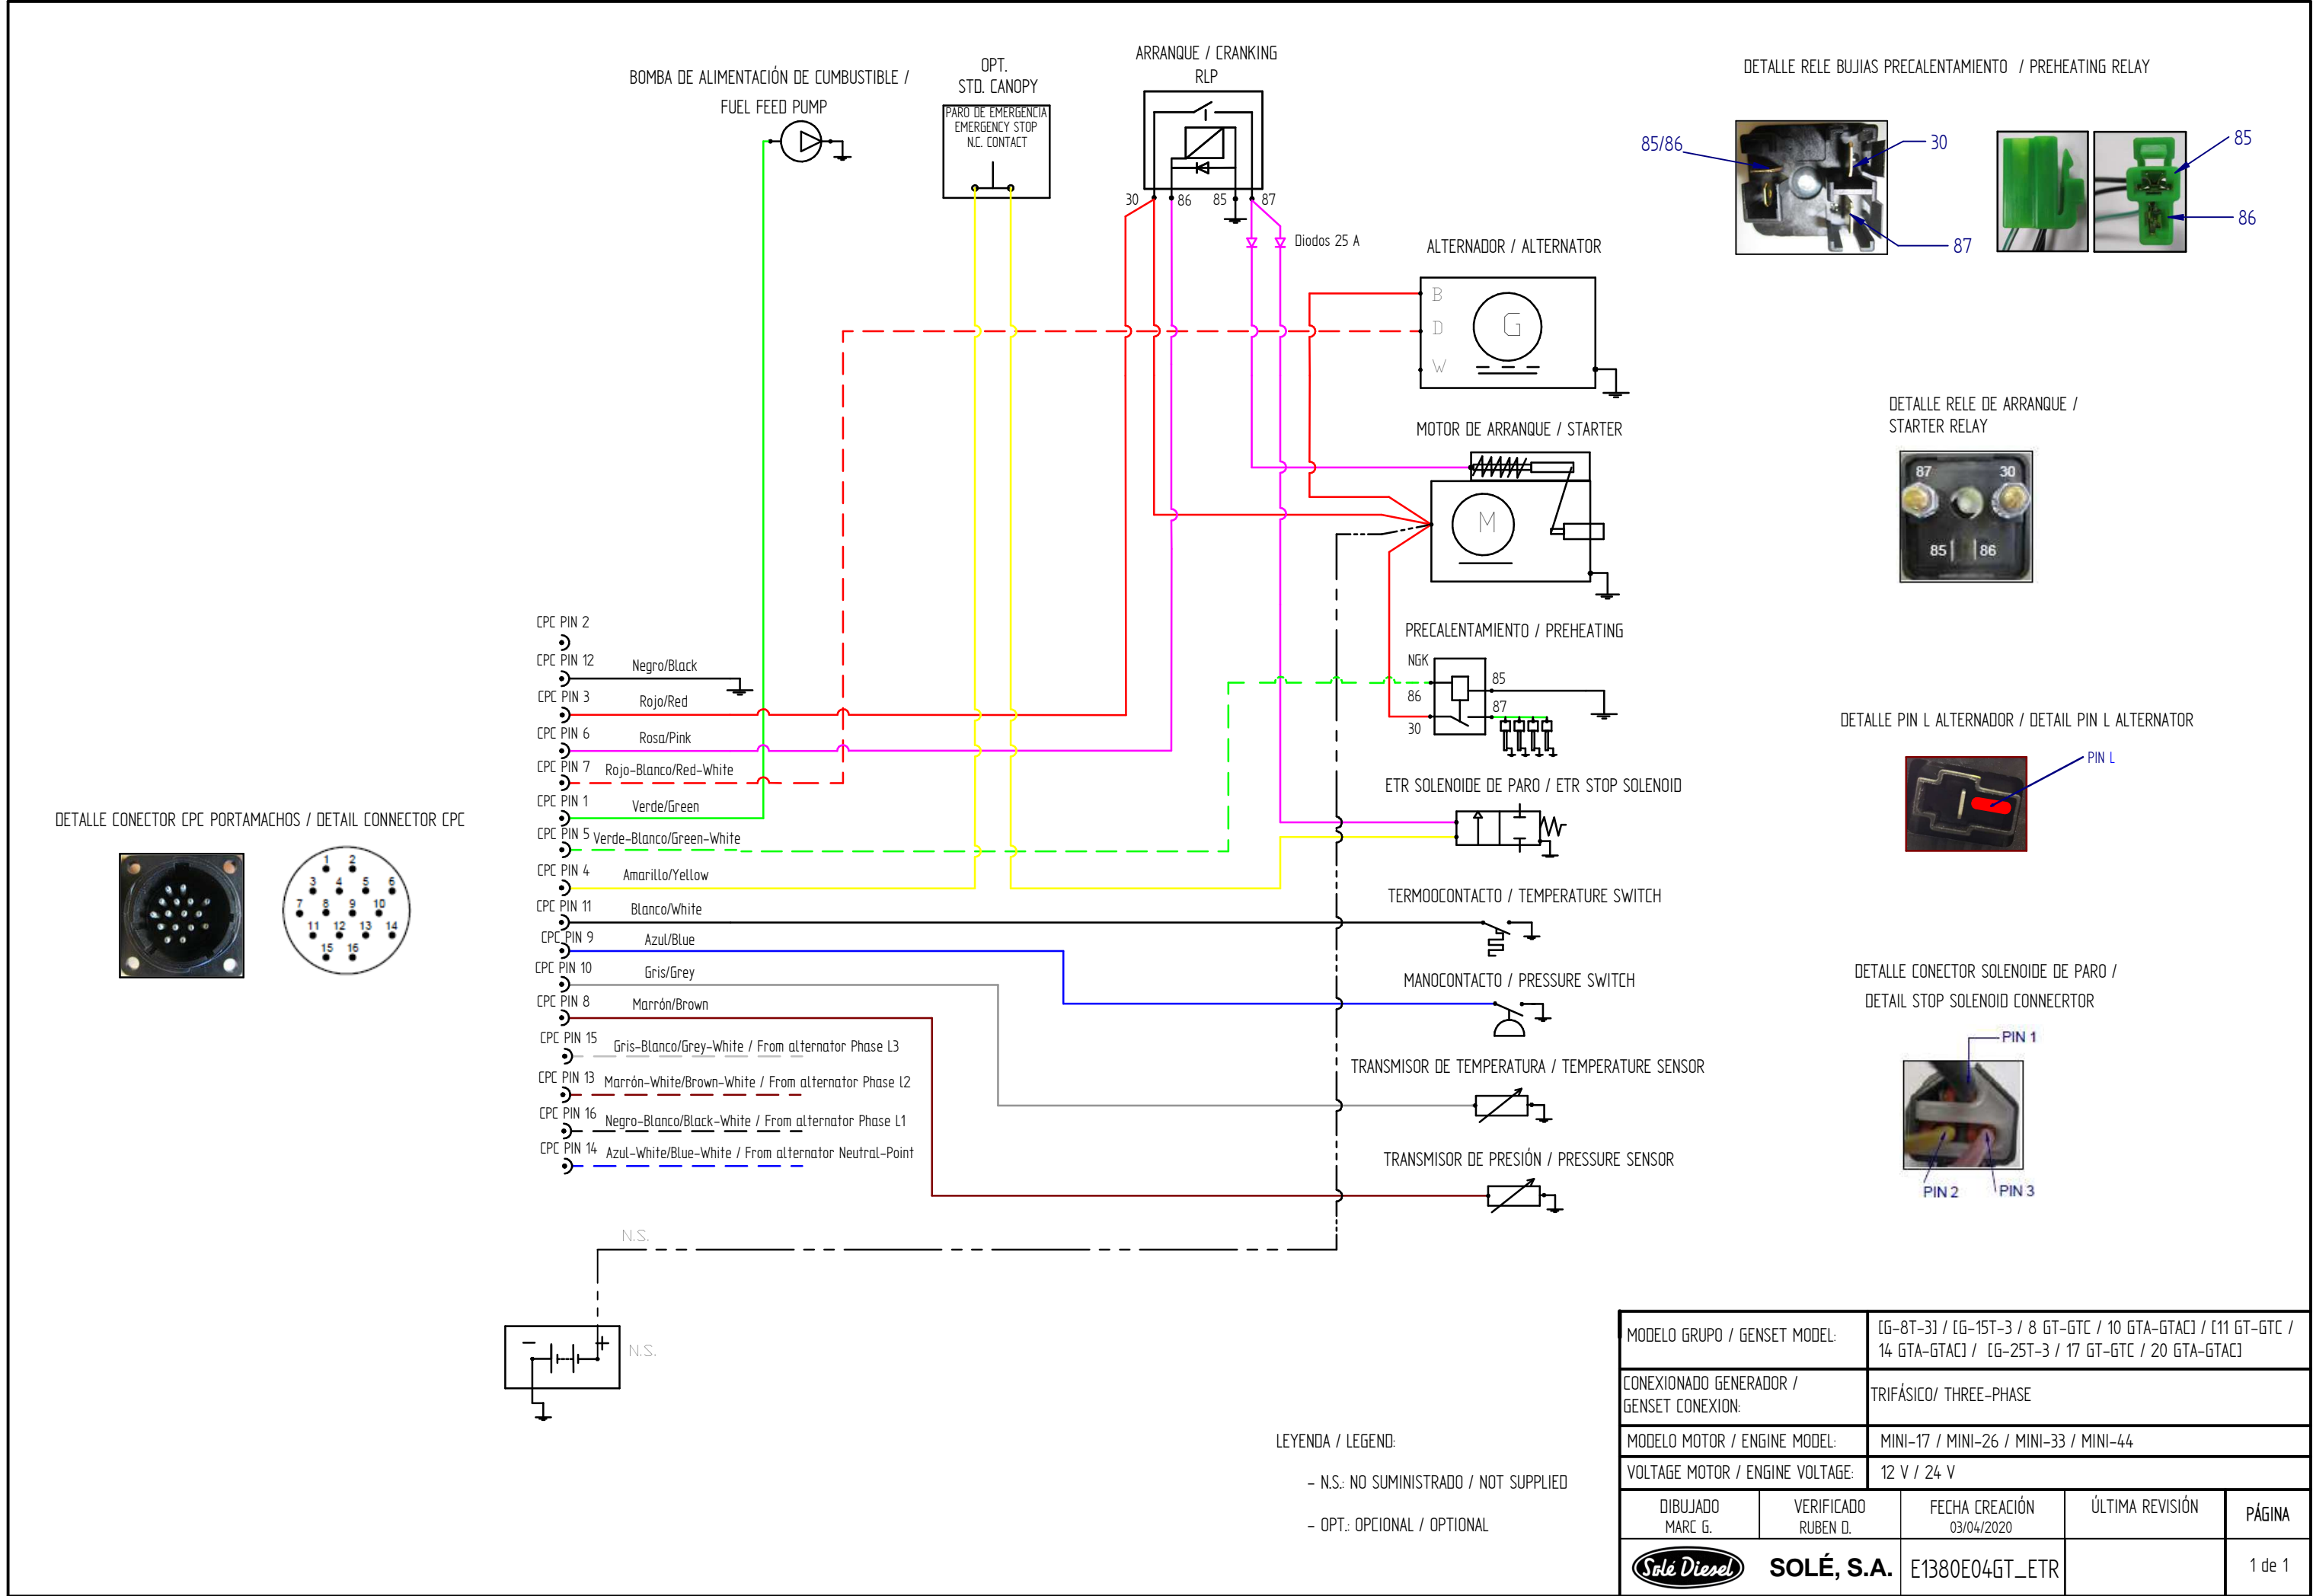 BOMBA DE ALIMENTACIÓN DE CUMBUSTIBLE /
FUEL FEED PUMP
OPT.
STD. CANOPY
PARO DE EMERGENCIA
EMERGENCY STOP
N.C. CONTACT
ARRANQUE / CRANKING
RLP
30
86
85
87
Diodos 25 A
DETALLE RELE BUJIAS PRECALENTAMIENTO / PREHEATING RELAY
85/86
30
87
85
86
ALTERNADOR / ALTERNATOR
B
D
W
G
MOTOR DE ARRANQUE / STARTER
M
DETALLE RELE DE ARRANQUE /
STARTER RELAY
87
30
85
86
PRECALENTAMIENTO / PREHEATING
NGK
86
30
85
87
ETR SOLENOIDE DE PARO / ETR STOP SOLENOID
DETALLE PIN L ALTERNADOR / DETAIL PIN L ALTERNATOR
PIN L
TERMOOCONTACTO / TEMPERATURE SWITCH
MANOCONTACTO / PRESSURE SWITCH
TRANSMISOR DE TEMPERATURA / TEMPERATURE SENSOR
TRANSMISOR DE PRESIÓN / PRESSURE SENSOR
DETALLE CONECTOR SOLENOIDE DE PARO /
DETAIL STOP SOLENOID CONNECRTOR
PIN 1
PIN 2
PIN 3
CPC PIN 2
CPC PIN 12
Negro/Black
CPC PIN 3
Rojo/Red
CPC PIN 6
Rosa/Pink
CPC PIN 7
Rojo-Blanco/Red-White
CPC PIN 1
Verde/Green
CPC PIN 5
Verde-Blanco/Green-White
CPC PIN 4
Amarillo/Yellow
CPC PIN 11
Blanco/White
CPC PIN 9
Azul/Blue
CPC PIN 10
Gris/Grey
CPC PIN 8
Marrón/Brown
CPC PIN 15
Gris-Blanco/Grey-White / From alternator Phase L3
CPC PIN 13
Marrón-White/Brown-White / From alternator Phase L2
CPC PIN 16
Negro-Blanco/Black-White / From alternator Phase L1
CPC PIN 14
Azul-White/Blue-White / From alternator Neutral-Point
DETALLE CONECTOR CPC PORTAMACHOS / DETAIL CONNECTOR CPC
1 2
3 4 5 6
7 8 9 10
11 12 13 14
15 16
N.S.
- +
N.S.
LEYENDA / LEGEND:
- N.S.: NO SUMINISTRADO / NOT SUPPLIED
- OPT.: OPCIONAL / OPTIONAL
MODELO GRUPO / GENSET MODEL:
[G-8T-3] / [G-15T-3 / 8 GT-GTC / 10 GTA-GTAC] / [11 GT-GTC /
14 GTA-GTAC] / [G-25T-3 / 17 GT-GTC / 20 GTA-GTAC]
CONEXIONADO GENERADOR /
GENSET CONEXION:
TRIFÁSICO/ THREE-PHASE
MODELO MOTOR / ENGINE MODEL:
MINI-17 / MINI-26 / MINI-33 / MINI-44
VOLTAGE MOTOR / ENGINE VOLTAGE:
12 V / 24 V
DIBUJADO
MARC G.
VERIFICADO
RUBEN D.
FECHA CREACIÓN
03/04/2020
ÚLTIMA REVISIÓN
PÁGINA
Solé Diesel
SOLÉ, S.A.
E1380E04GT_ETR
1 de 1